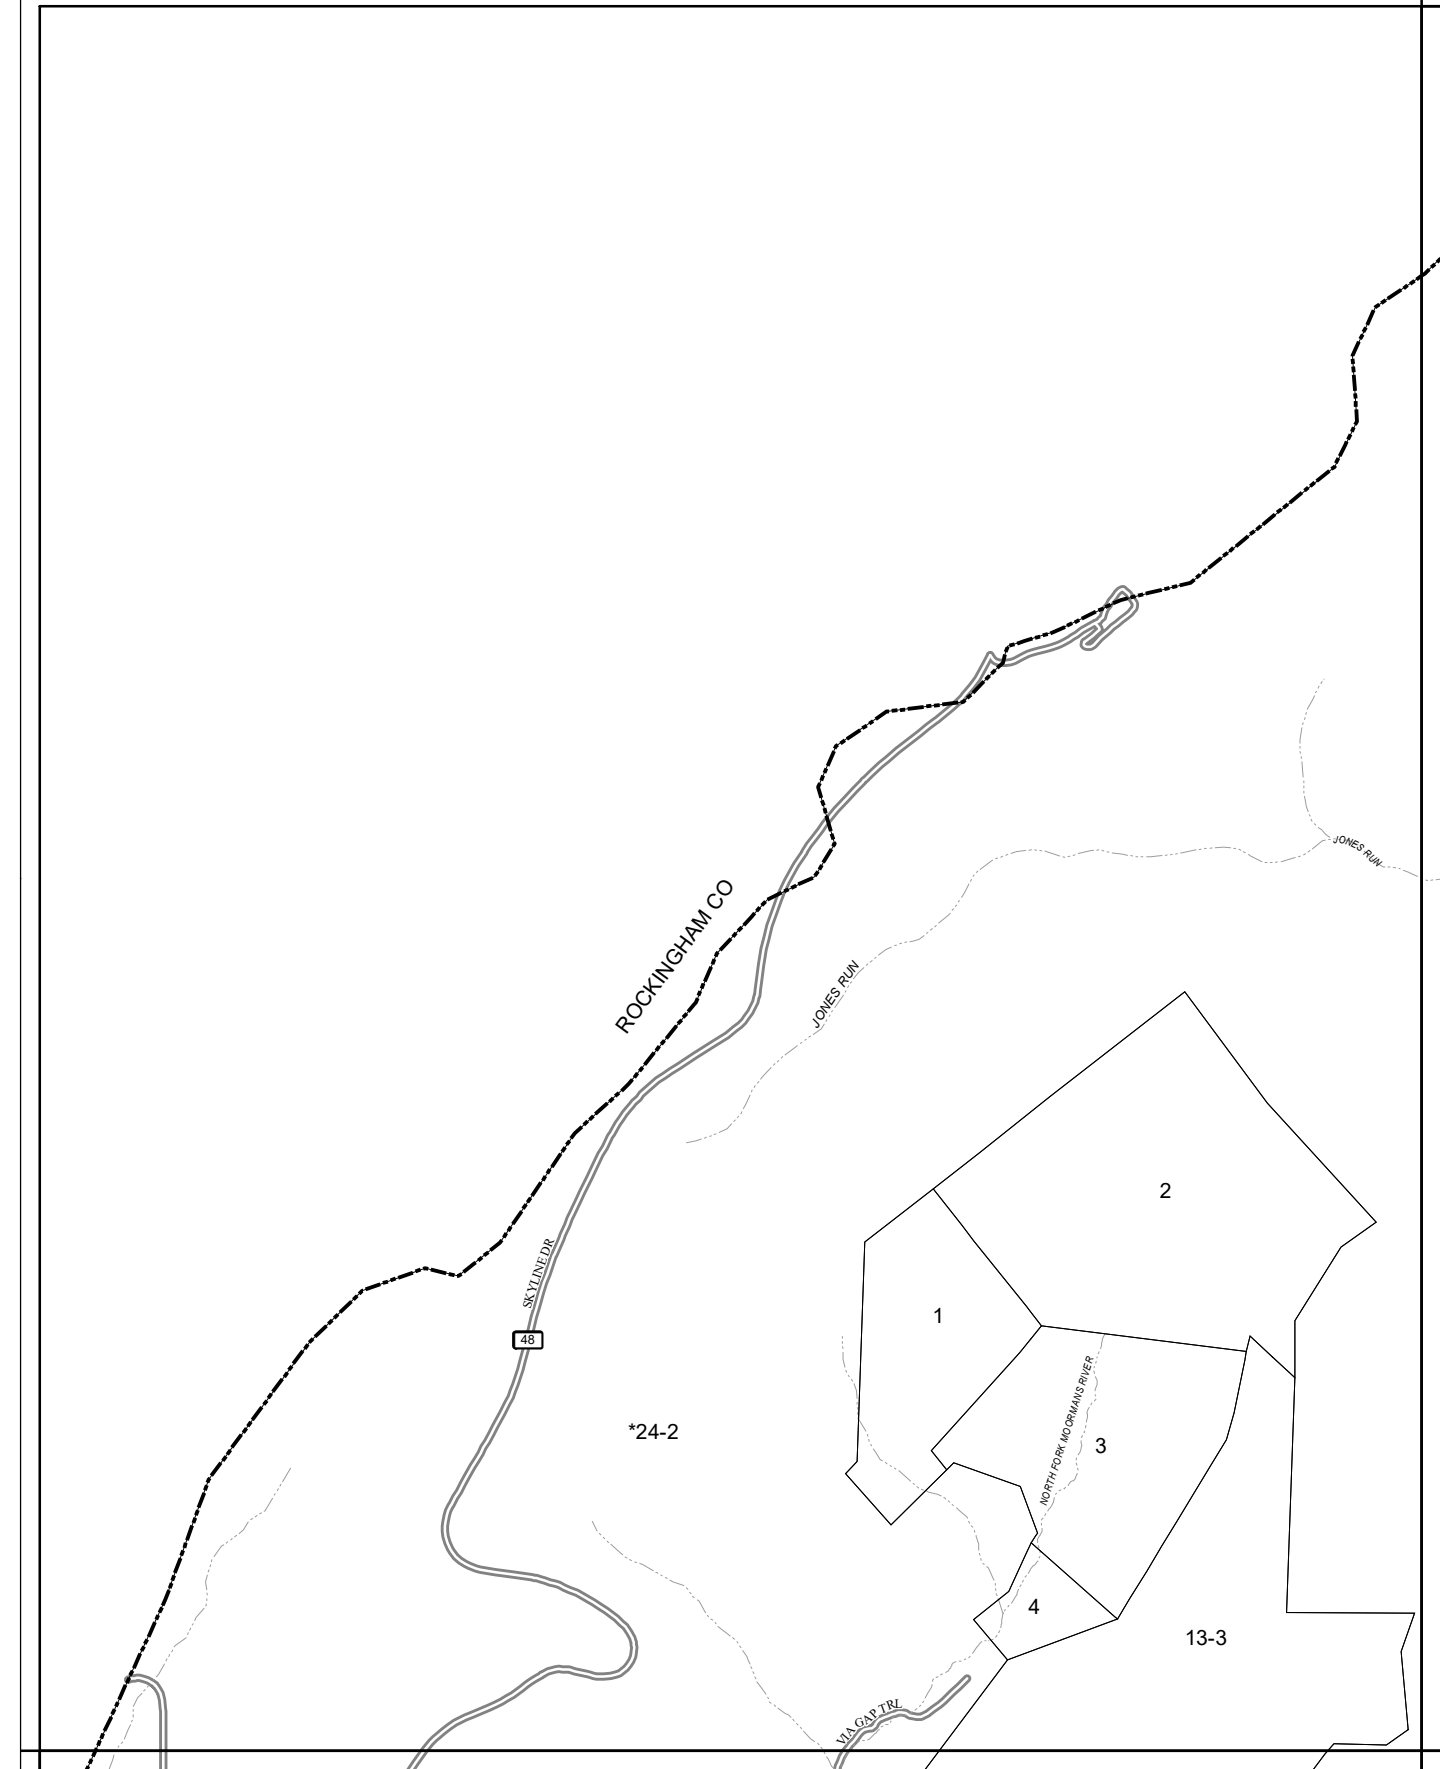 JONES RUN
ROCKINGHAM CO
JONES RUN
2
SKYLINE DR
1
48
NORTH FORK MOORMANS RIVER
*24-2
3
4
13-3
VIA GAP TRL